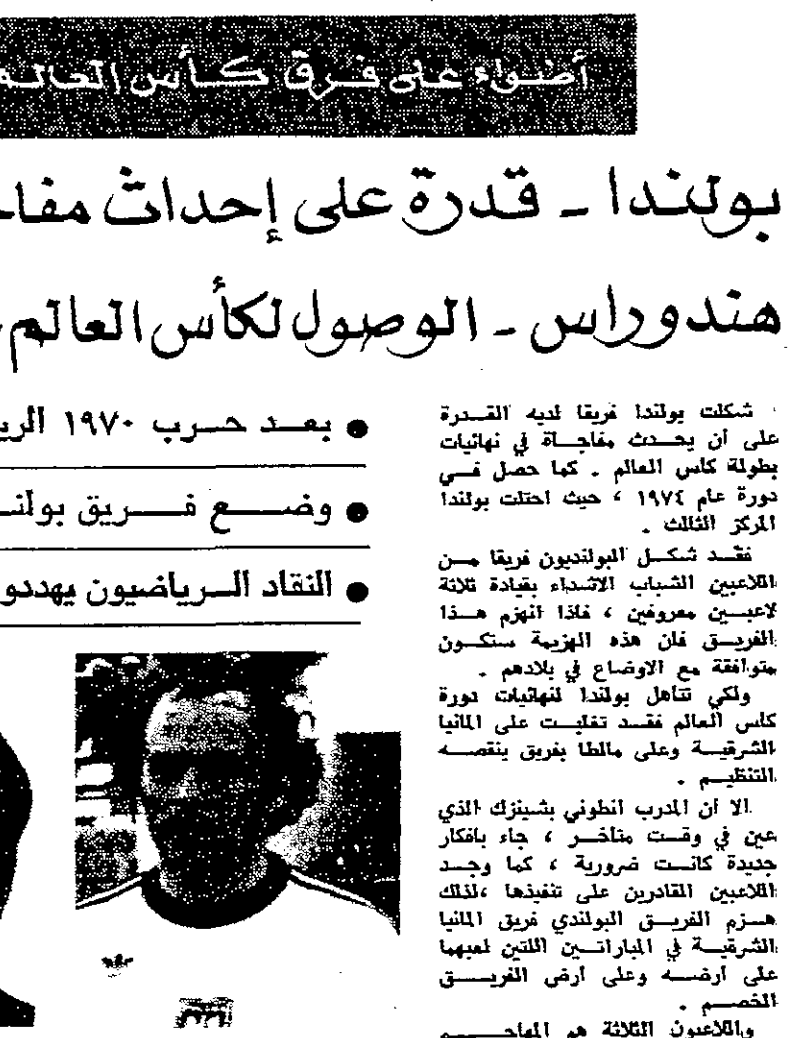 أضواء على فرق كأس العالم
بولندا - قدرة على إحداث مفا
هندوراس - الوصول لكأس العالم
شكلت بولندا فريقا لديه القدرة
على أن يحدث مفاجأة في نهائيات
بطولة كأس العالم . كما حصل في
دورة عام ١٩٧٤ ، حيث احتلت بولندا
المركز الثالث .
فقد شكل البولنديون فريقا من
اللاعبين الشباب الاشداء بقيادة ثلاثة
لاعبين معروفين ، فاذا انهزم هذا
الفريق فان هذه الهزيمة ستكون
متوافقة مع الاوضاع في بلادهم .
ولكي تتأهل بولندا لنهائيات دورة
كأس العالم فقد تغلبت على المانيا
الشرقية وعلى مالطا بفريق ينقصه
التنظيم .
الا أن المدرب انطوني بشينزك الذي
عين في وقت متأخر ، جاء بافكار
جديدة كانت ضرورية ، كما وجد
اللاعبين القادرين على تنفيذها ،لذلك
هزم الفريق البولندي فريق المانيا
الشرقية في المباراتين اللتين لعبهما
على أرضه وعلى أرض الفريق
الخصم .
واللاعبون الثلاثة هم المهاجم
● بعد حرب ١٩٧٠ الري
● وضع فريق بولند
● النقاد الرياضيون يهددو